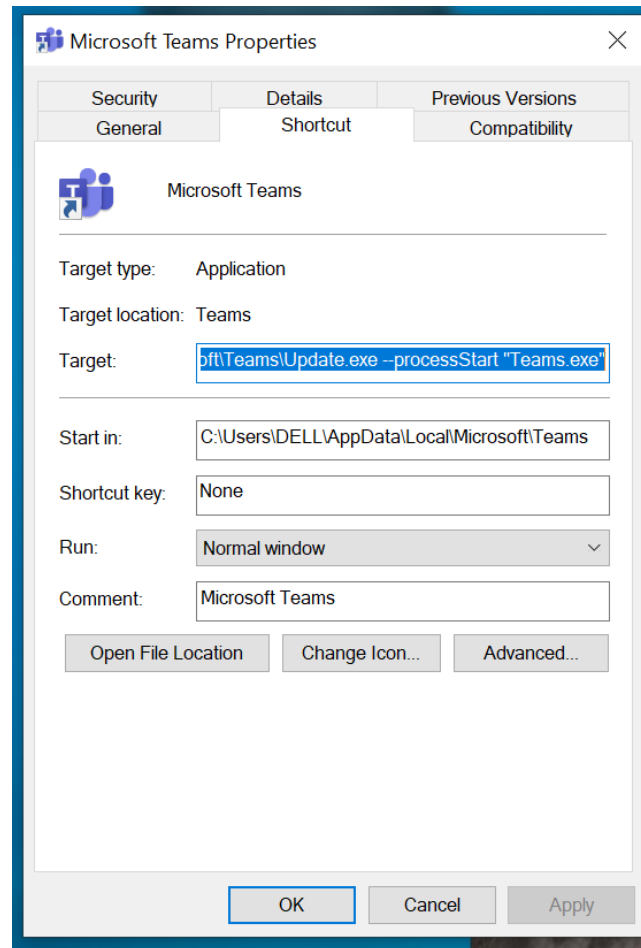 Microsoft Teams Properties
Security Details Previous Versions
General Shortcut Compatibility
Microsoft Teams
Target type: Application
Target location: Teams
Target: oft\Teams\Update.exe --processStart "Teams.exe"
Start in: C:\Users\DELL\AppData\Local\Microsoft\Teams
Shortcut key: None
Run: Normal window
Comment: Microsoft Teams
Open File Location Change Icon... Advanced...
OK Cancel Apply